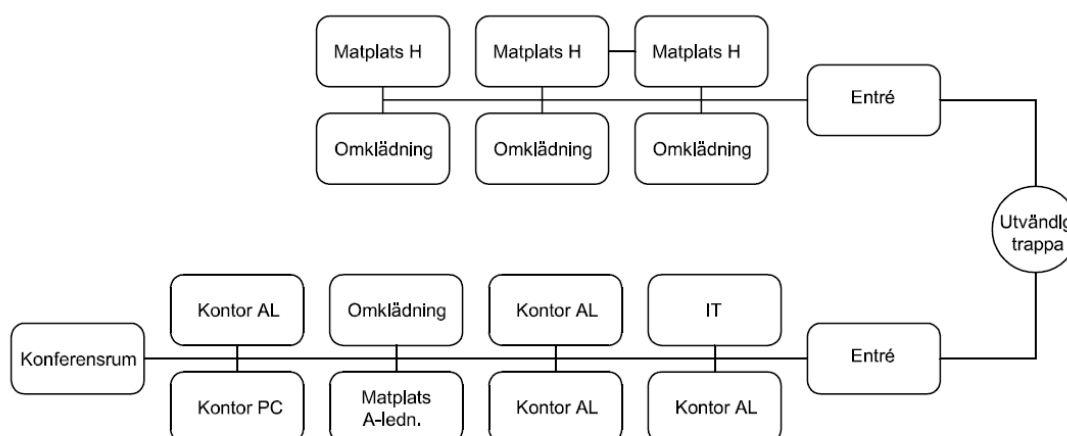 Matplats H
Matplats H
Matplats H
Entré
Omklädning
Omklädning
Omklädning
Utvändig
trappa
Kontor AL
Omklädning
Kontor AL
IT
Konferensrum
Entré
Kontor PC
Matplats
A-ledn.
Kontor AL
Kontor AL